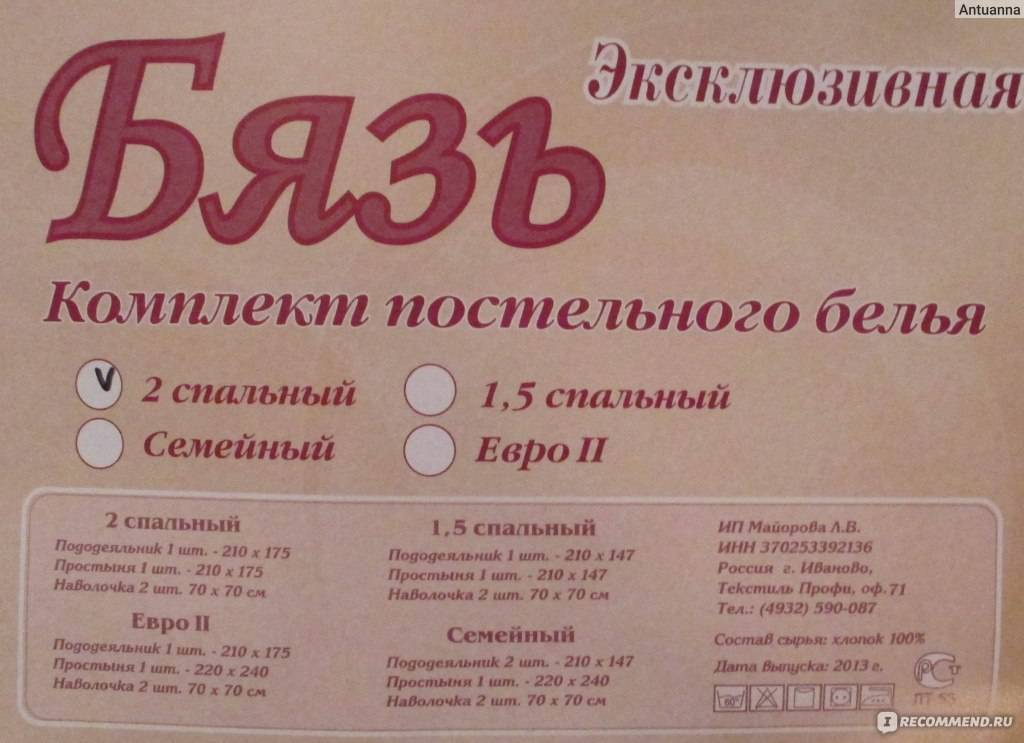 Antuanna
Эксклюзивная
Бязь
Комплект постельного белья
V 2 спальный
1,5 спальный
Семейный
Евро II
2 спальный
Пододеяльник 1 шт. - 210 х 175
Простыня 1 шт. - 210 х 175
Наволочка 2 шт. 70 х 70 см
Евро II
Пододеяльник 1 шт. - 210 х 175
Простыня 1 шт. - 220 х 240
Наволочка 2 шт. 70 х 70 см
1,5 спальный
Пододеяльник 1 шт. - 210 х 147
Простыня 1 шт. - 210 х 147
Наволочка 2 шт. 70 х 70 см
Семейный
Пододеяльник 2 шт. - 210 х 147
Простыня 1 шт. - 220 х 240
Наволочка 2 шт. 70 х 70 см
ИП Майорова Л.В.
ИНН 370253392136
Россия г. Иваново,
Текстиль Профи, оф.71
Тел.: (4932) 590-087
Состав сырья: хлопок 100%
Дата выпуска: 2013 г.
РСТ
60°
IRECOMMEND.RU